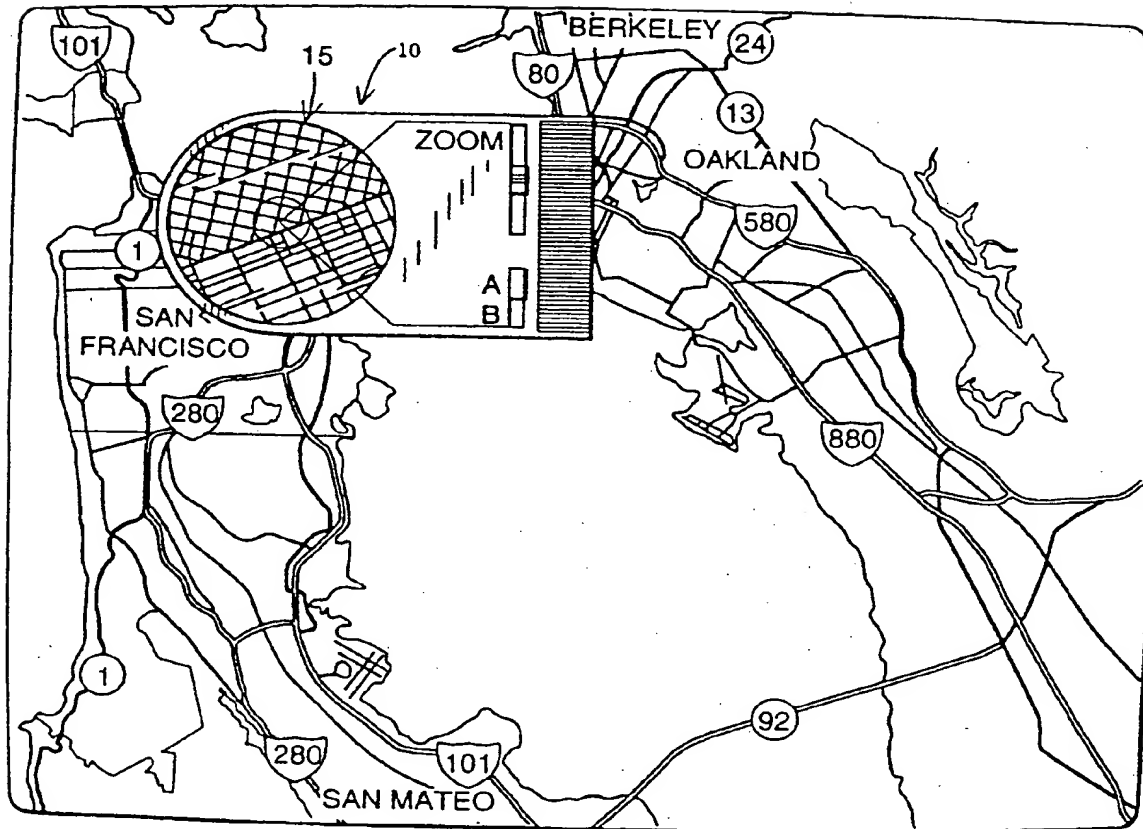 101
15
10
BERKELEY
24
80
13
ZOOM
OAKLAND
1
580
A
B
SAN
FRANCISCO
280
880
1
92
280
101
SAN MATEO